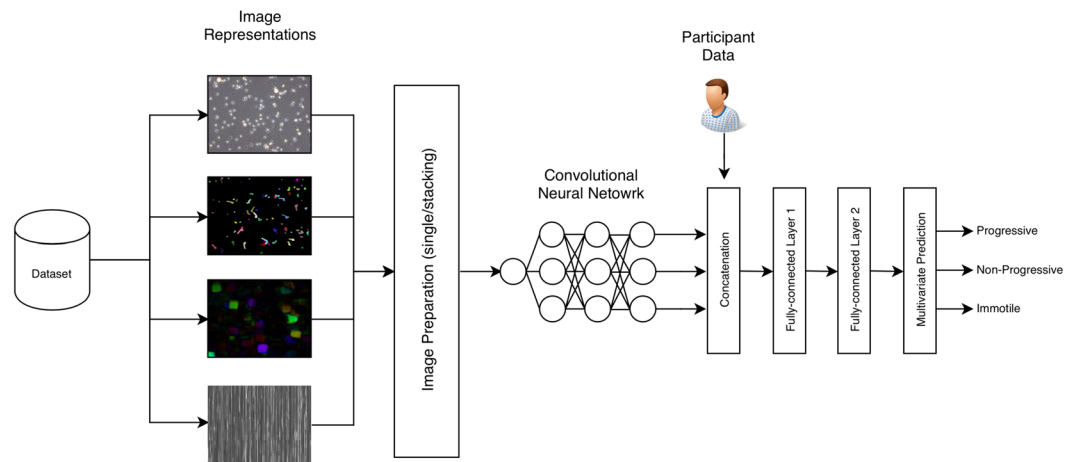 Image
Representations
Participant
Data
Dataset
Image Preparation (single/stacking)
Convolutional
Neural Netowrk
Concatenation
Fully-connected Layer 1
Fully-connected Layer 2
Multivariate Prediction
Progressive
Non-Progressive
Immotile